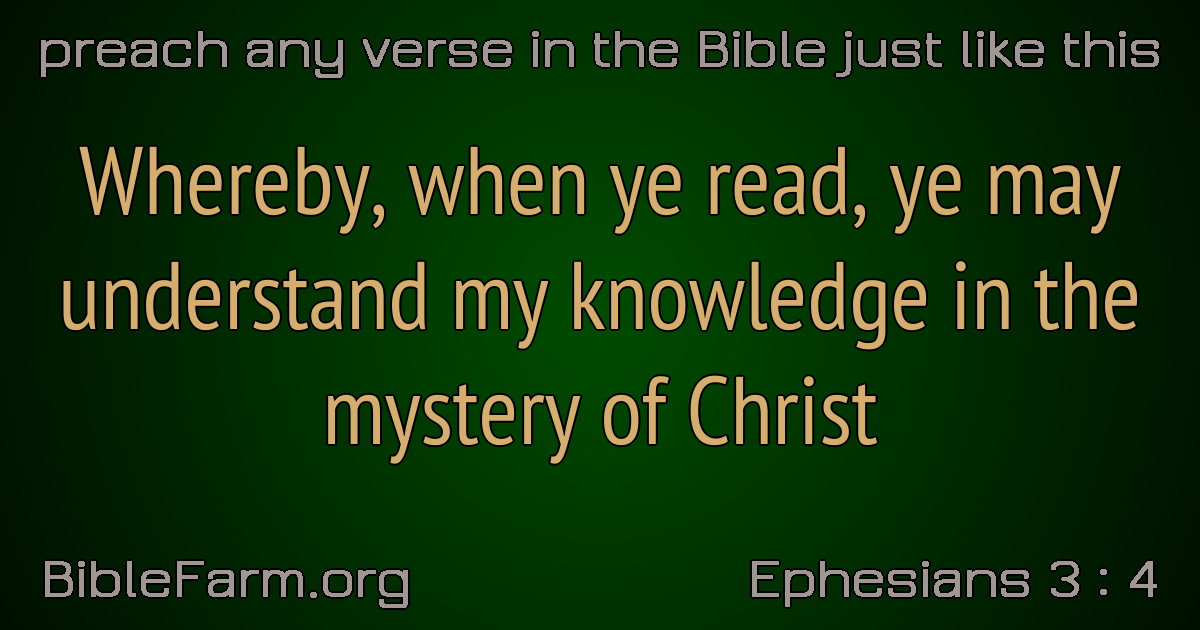 preach any verse in the Bible just like this
Whereby, when ye read, ye may
understand my knowledge in the
mystery of Christ
BibleFarm.org
Ephesians 3 : 4